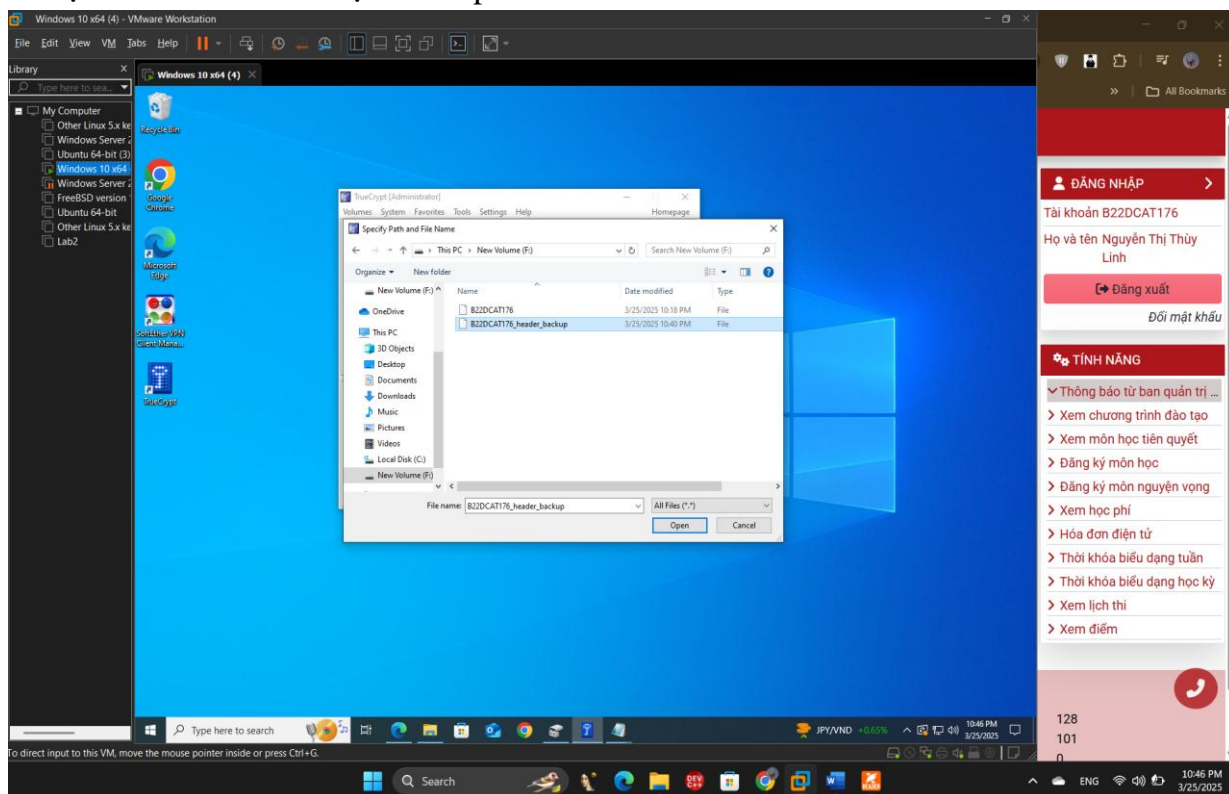 Windows 10 x64 (4) - VMware Workstation
File Edit View VM Tabs Help
Library
Type here to sea...
My Computer
Other Linux 5.x ke
Windows Server 2
Ubuntu 64-bit (3)
Windows 10 x64
Windows Server 2
FreeBSD version
Ubuntu 64-bit
Other Linux 5.x ke
Lab2
Windows 10 x64 (4)
Recycle Bin
Google Chrome
Microsoft Edge
SoftEther VPN
Client Mana...
TrueCrypt
TrueCrypt (Administrator)
Volumes System Favorites Tools Settings Help Homepage
Specify Path and File Name
This PC > New Volume (F:)
Search New Volume (F:)
Organize New folder
New Volume (F:)
OneDrive
This PC
3D Objects
Desktop
Documents
Downloads
Music
Pictures
Videos
Local Disk (C:)
New Volume (F:)
Name Date modified Type
B22DCAT176 3/25/2025 10:18 PM File
B22DCAT176_header_backup 3/25/2025 10:40 PM File
File name: B22DCAT176_header_backup All Files (*.*)
Open Cancel
Type here to search
JPY/VND +0.65%
10:46 PM
3/25/2025
To direct input to this VM, move the mouse pointer inside or press Ctrl+G.
» All Bookmarks
ĐĂNG NHẬP
Tài khoản B22DCAT176
Họ và tên Nguyễn Thị Thùy
Linh
Đăng xuất
Đổi mật khẩu
TÍNH NĂNG
Thông báo từ ban quản trị ...
Xem chương trình đào tạo
Xem môn học tiên quyết
Đăng ký môn học
Đăng ký môn nguyện vọng
Xem học phí
Hóa đơn điện tử
Thời khóa biểu dạng tuần
Thời khóa biểu dạng học kỳ
Xem lịch thi
Xem điểm
128
101
Search
ENG
10:46 PM
3/25/2025